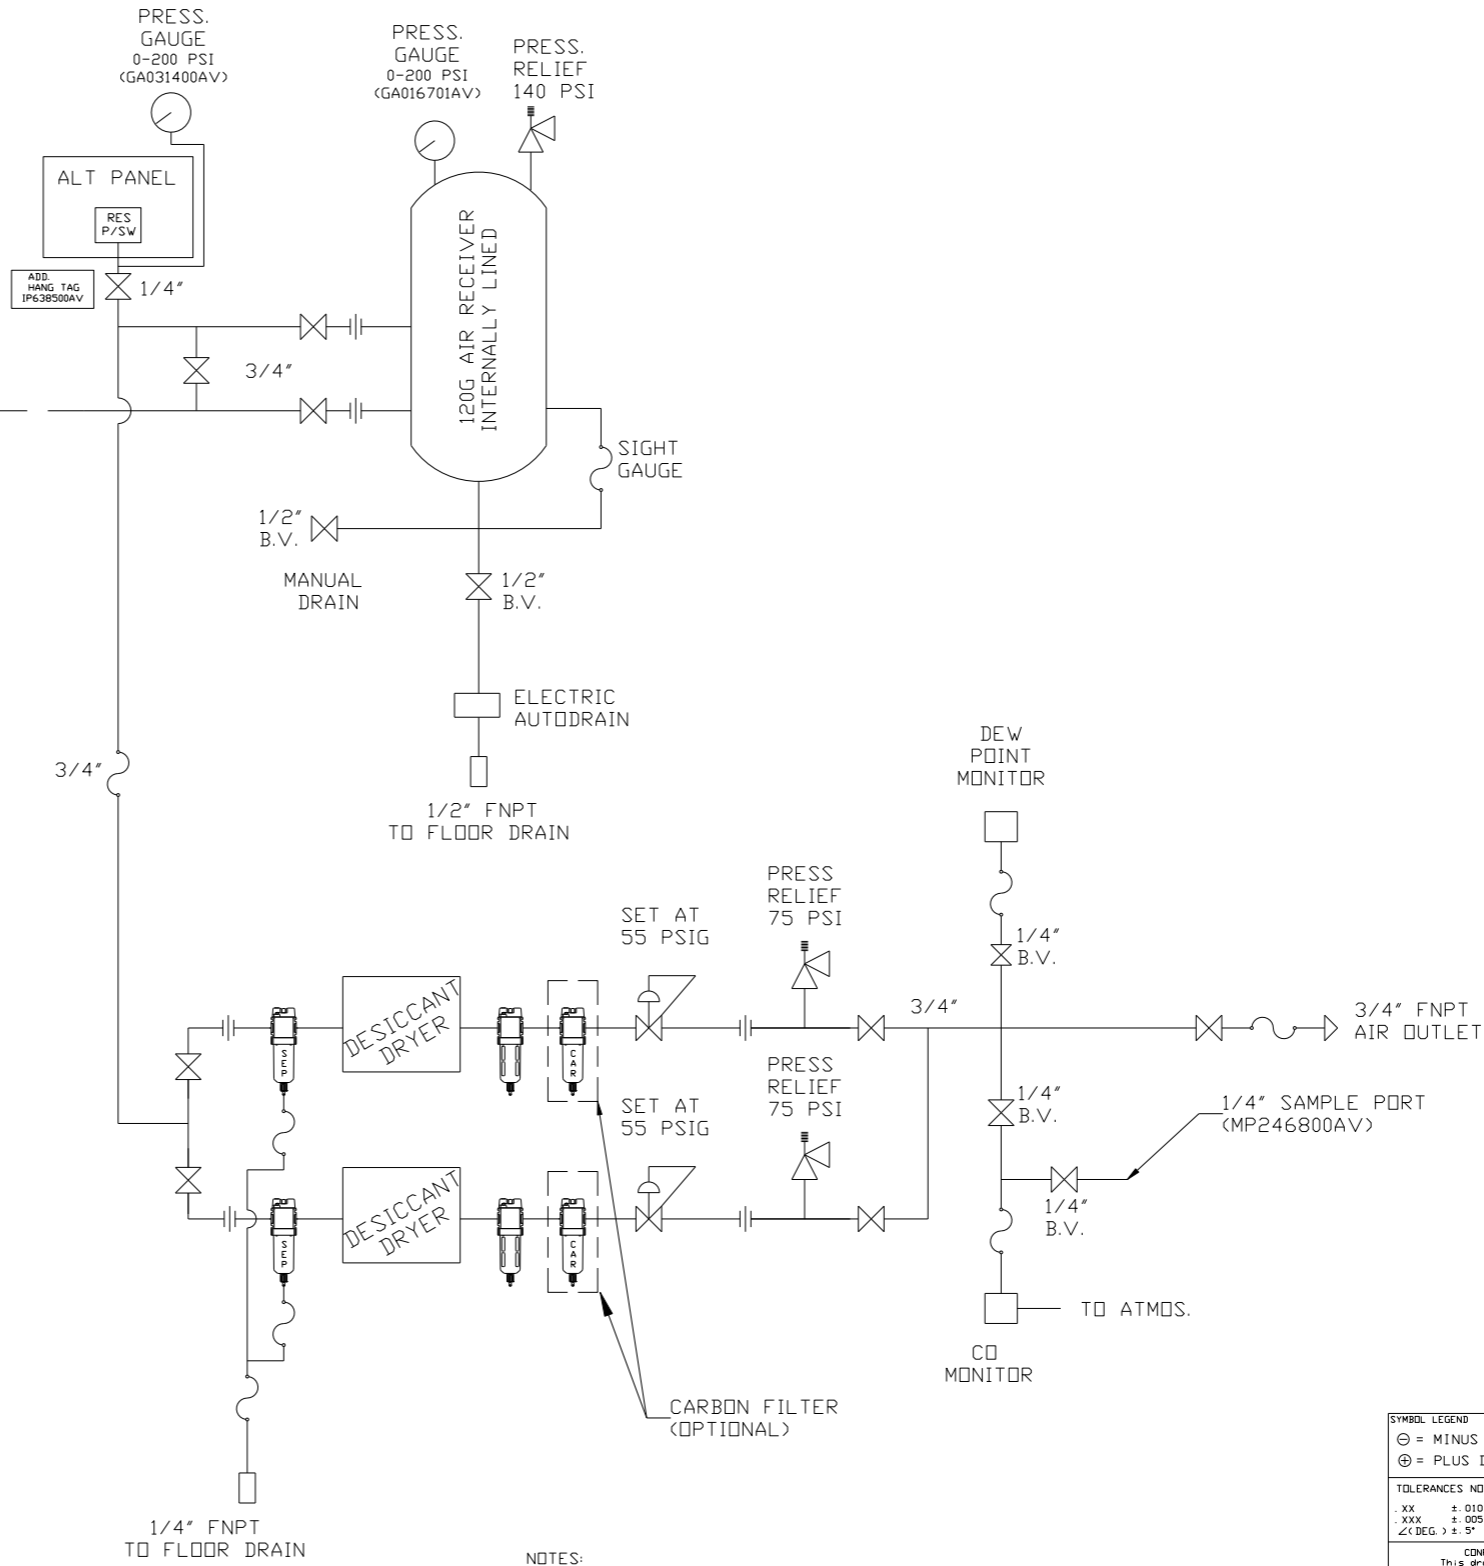 PRESS.
GAUGE
0-200 PSI
(GA031400AV)
PRESS.
GAUGE
0-200 PSI
(GA016701AV)
PRESS.
RELIEF
140 PSI
ALT PANEL
RES
P/SW
ADD.
HANG TAG
IP638500AV
1/4"
3/4"
120G AIR RECEIVER
INTERNALLY LINED
SIGHT
GAUGE
1/2"
B.V.
MANUAL
DRAIN
1/2"
B.V.
ELECTRIC
AUTODRAIN
1/2" FNPT
TO FLOOR DRAIN
3/4"
DEW
POINT
MONITOR
1/4"
B.V.
PRESS
RELIEF
75 PSI
SET AT
55 PSIG
SEP
DESICCANT
DRYER
CAR
3/4"
3/4" FNPT
AIR OUTLET
PRESS
RELIEF
75 PSI
SET AT
55 PSIG
1/4"
B.V.
1/4" SAMPLE PORT
(MP246800AV)
1/4"
B.V.
SEP
DESICCANT
DRYER
CAR
TO ATMOS.
CO
MONITOR
CARBON FILTER
(OPTIONAL)
1/4" FNPT
TO FLOOR DRAIN
NOTES:
SYMBOL LEGEND
⊖ = MINUS
⊕ = PLUS
TOLERANCES
.XX ±.010
.XXX ±.005
∠(DEG.) ±.5°
This